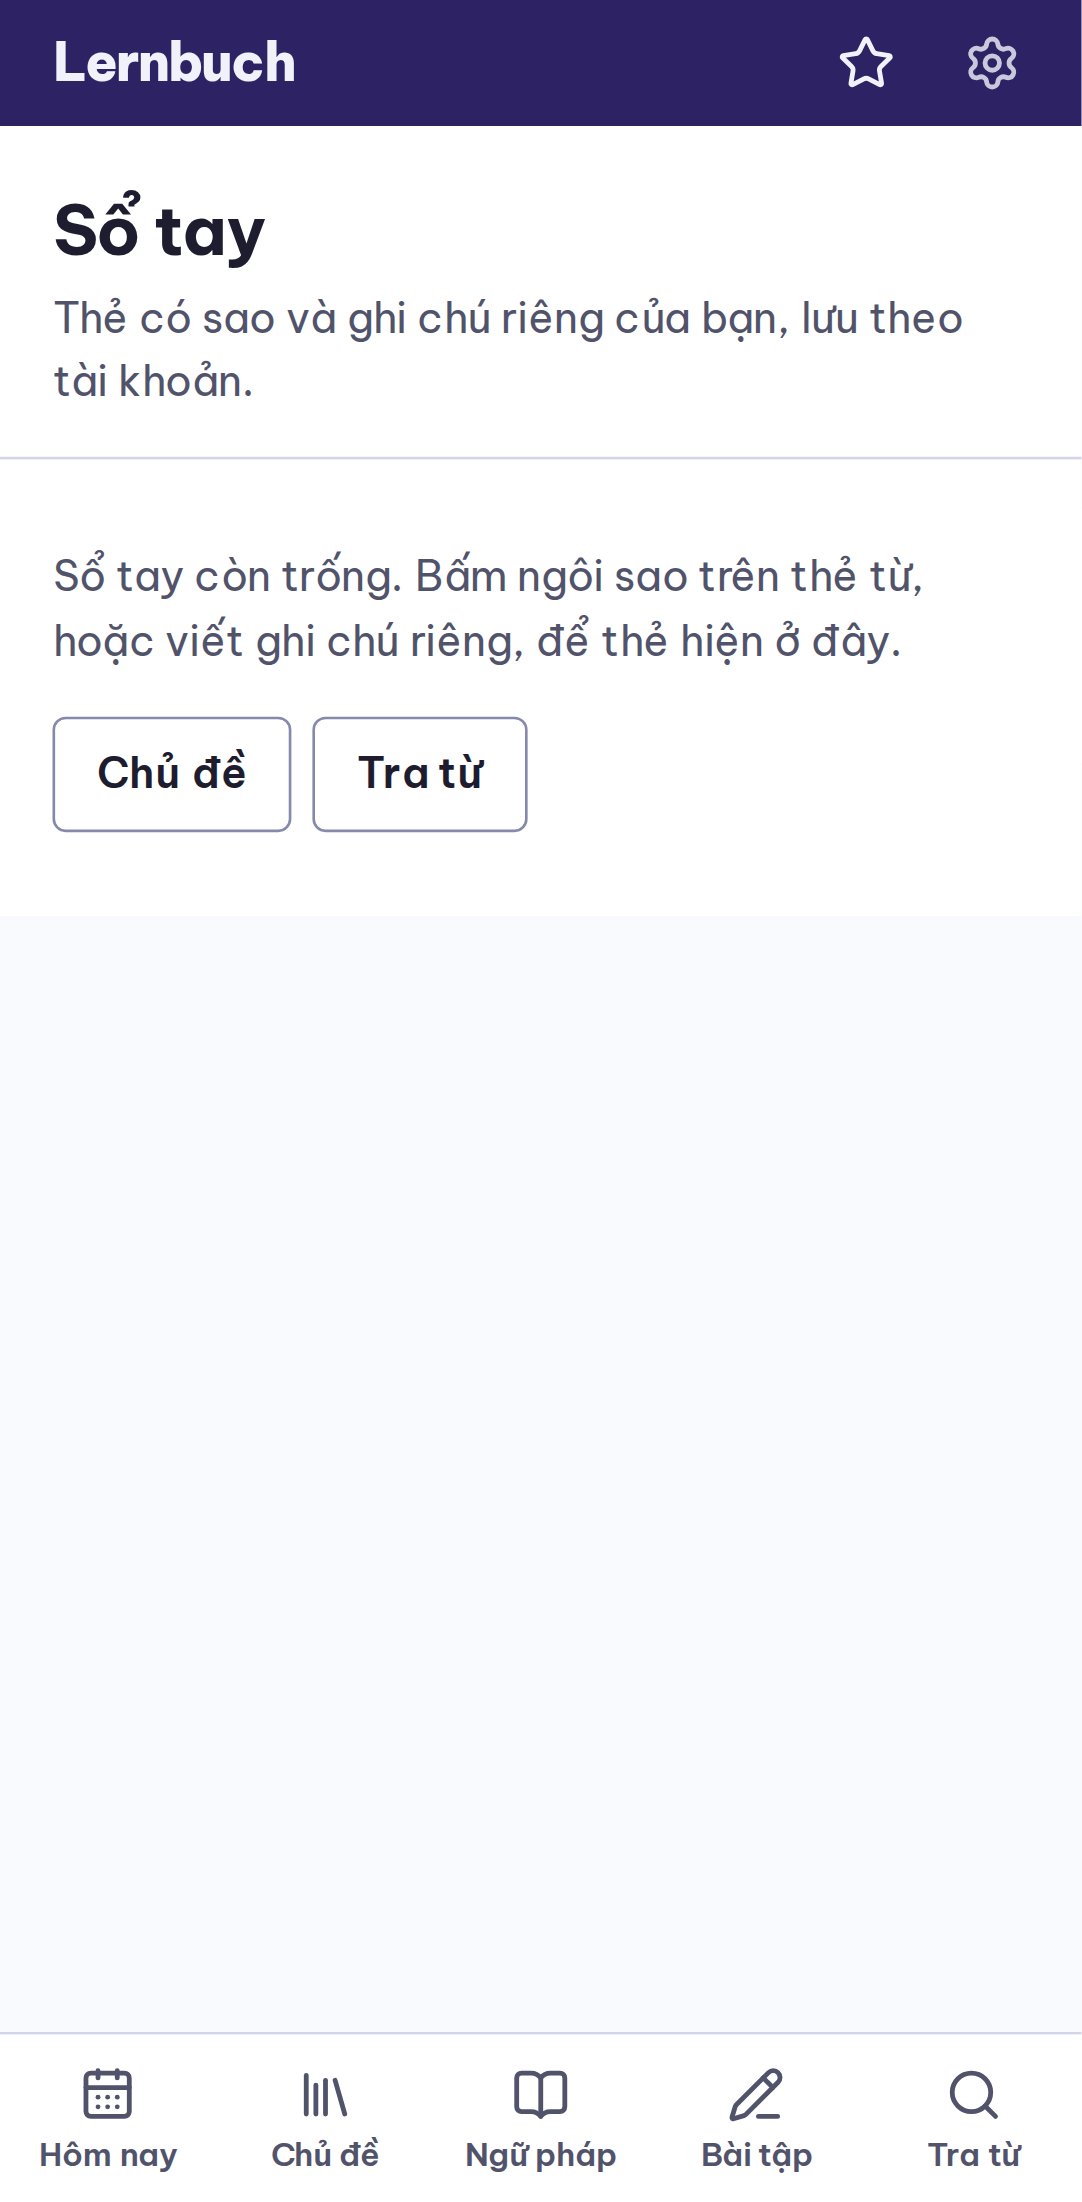 Lernbuch
Sổ tay
Thẻ có sao và ghi chú riêng của bạn, lưu theo
tài khoản.
Sổ tay còn trống. Bấm ngôi sao trên thẻ từ,
hoặc viết ghi chú riêng, để thẻ hiện ở đây.
Chủ đề
Tra từ
Hôm nay
Chủ đề
Ngữ pháp
Bài tập
Tra từ